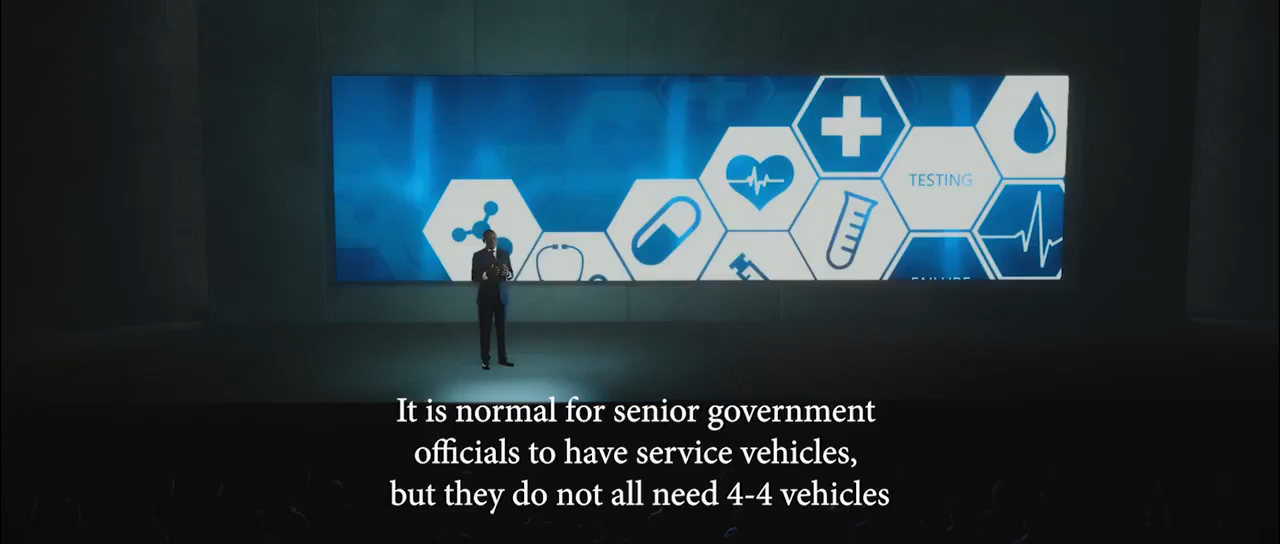 TESTING
FAILURE
It is normal for senior government
officials to have service vehicles,
but they do not all need 4-4 vehicles